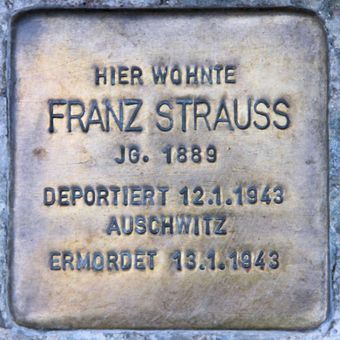 HIER WOHNTE
FRANZ STRAUSS
JG. 1889
DEPORTIERT 12.1.1943
AUSCHWITZ
ERMORDET 13.1.1943